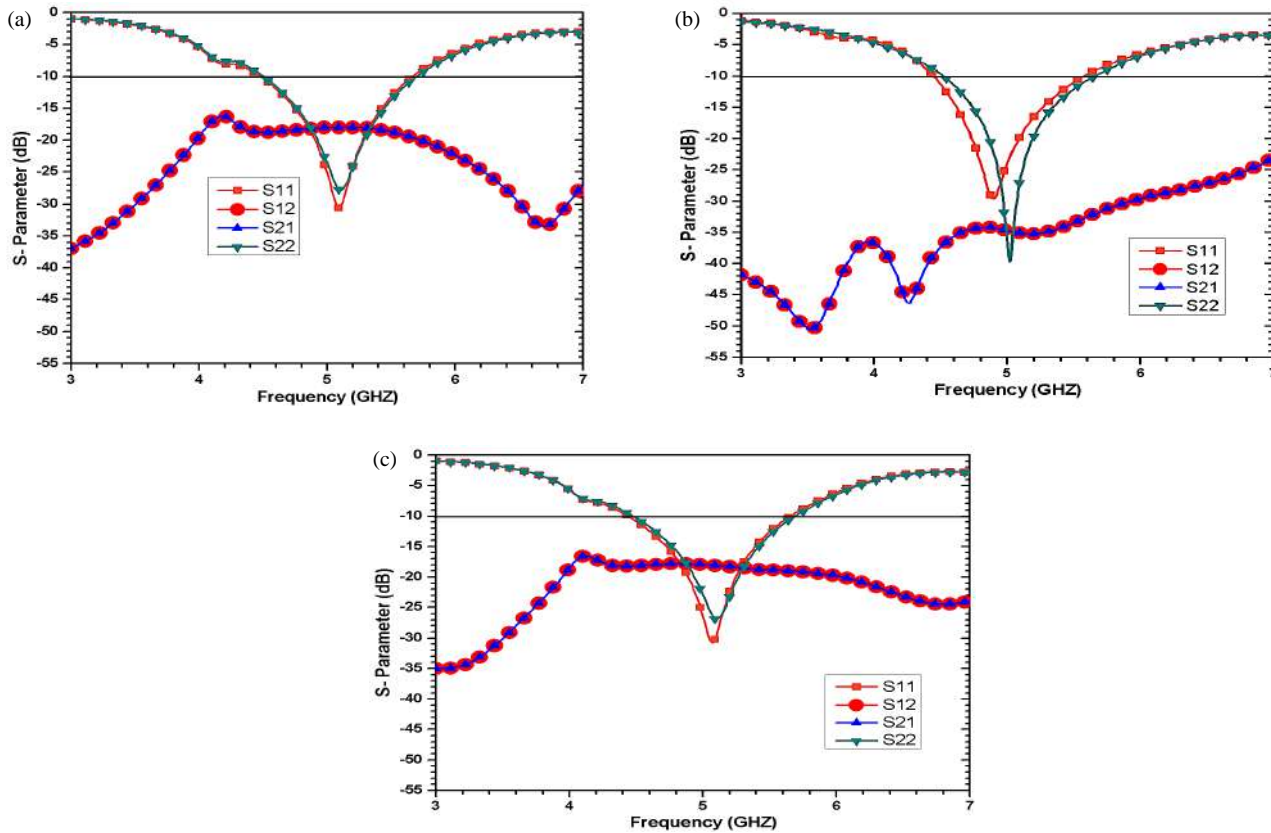 (a)
0
-5
-10
-15
-20
-25
-30
-35
-40
-45
-50
-55
S- Parameter (dB)
S11
S12
S21
S22
3 4 5 6 7
Frequency (GHZ)
(b)
0
-5
-10
-15
-20
-25
-30
-35
-40
-45
-50
-55
S- Parameter (dB)
S11
S12
S21
S22
3 4 5 6 7
Frequency (GHZ)
(c)
0
-5
-10
-15
-20
-25
-30
-35
-40
-45
-50
-55
S- Parameter (dB)
S11
S12
S21
S22
3 4 5 6 7
Frequency (GHZ)